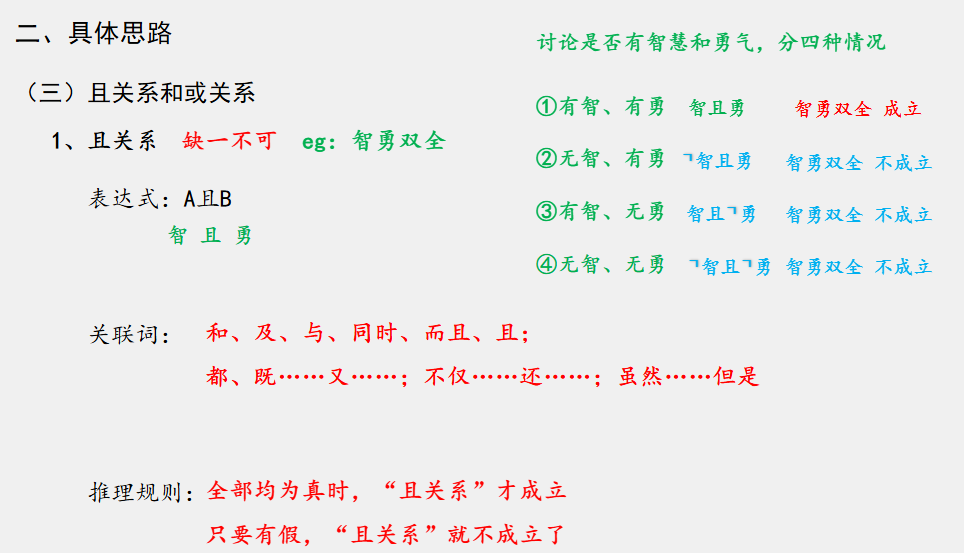 二、具体思路
（三）且关系和或关系
1、且关系 缺一不可 eg：智勇双全
表达式：A且B
智 且 勇
讨论是否有智慧和勇气，分四种情况
①有智、有勇 智且勇 智勇双全 成立
②无智、有勇 ㄱ智且勇 智勇双全 不成立
③有智、无勇 智且ㄱ勇 智勇双全 不成立
④无智、无勇 ㄱ智且ㄱ勇 智勇双全 不成立
关联词：和、及、与、同时、而且、且；
都、既……又……；不仅……还……；虽然……但是
推理规则：全部均为真时，“且关系”才成立
只要有假，“且关系”就不成立了